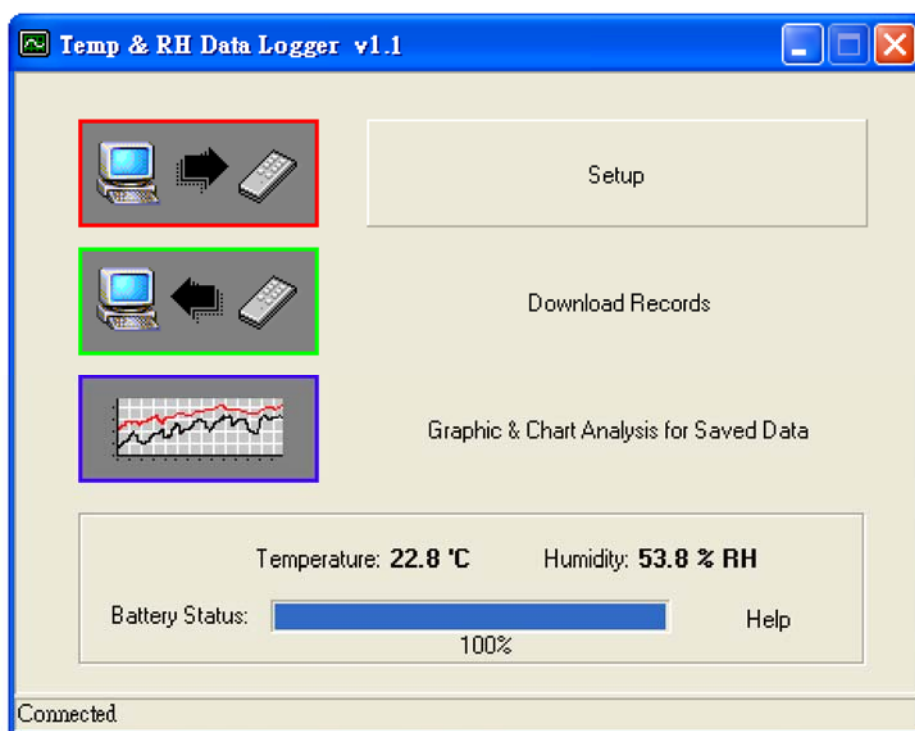 Temp & RH Data Logger v1.1
Setup
Download Records
Graphic & Chart Analysis for Saved Data
Temperature: 22.8 'C Humidity: 53.8 % RH
Battery Status: Help
100%
Connected